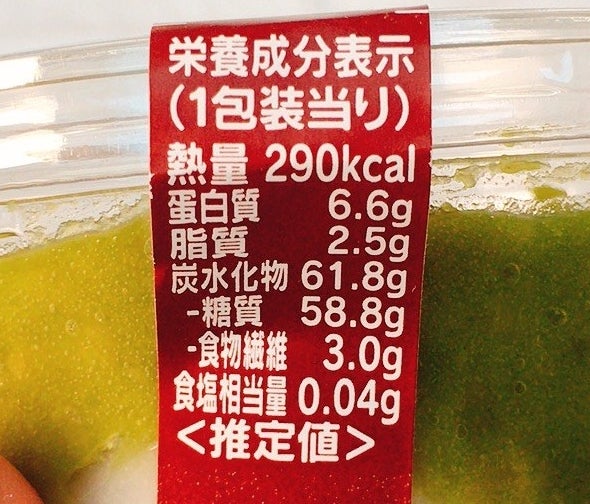 栄養成分表示
(1包装当り)
熱量 290kcal
蛋白質 6.6g
脂質 2.5g
炭水化物 61.8g
-糖質 58.8g
-食物繊維 3.0g
食塩相当量 0.04g
<推定値>